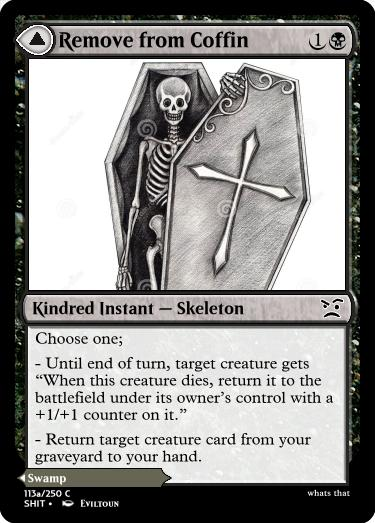 Remove from Coffin 1
Kindred Instant — Skeleton
Choose one;
- Until end of turn, target creature gets
“When this creature dies, return it to the
battlefield under its owner's control with a
+1/+1 counter on it.”
- Return target creature card from your
graveyard to your hand.
Swamp
113a/250 C
SHIT • EVILTOUN
whats that